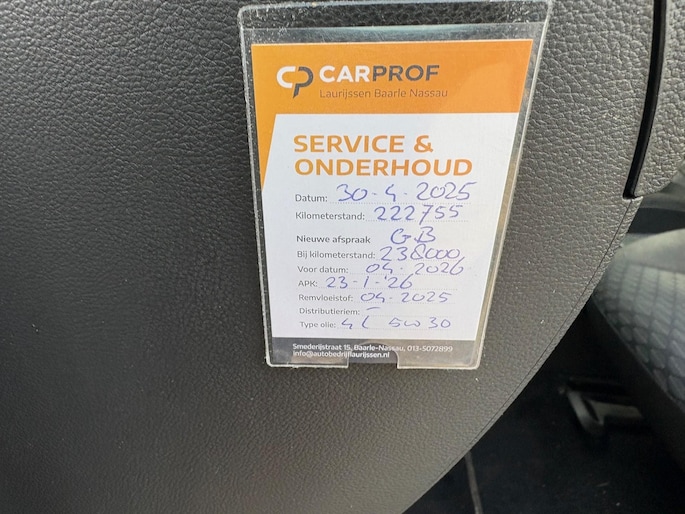 CARPROF
Laurijssen Baarle Nassau
SERVICE &
ONDERHOUD
Datum: 30-4-2025
Kilometerstand: 222755
Nieuwe afspraak GB
Bij kilometerstand: 238000
Voor datum: 04-2026
APK: 23-1-'26
Remvloeistof: 04-2025
Distributieriem: -
Type olie: 4L 5W30
Smederijstraat 15, Baarle-Nassau, 013-5072899
info@autobedrijflaurijssen.nl